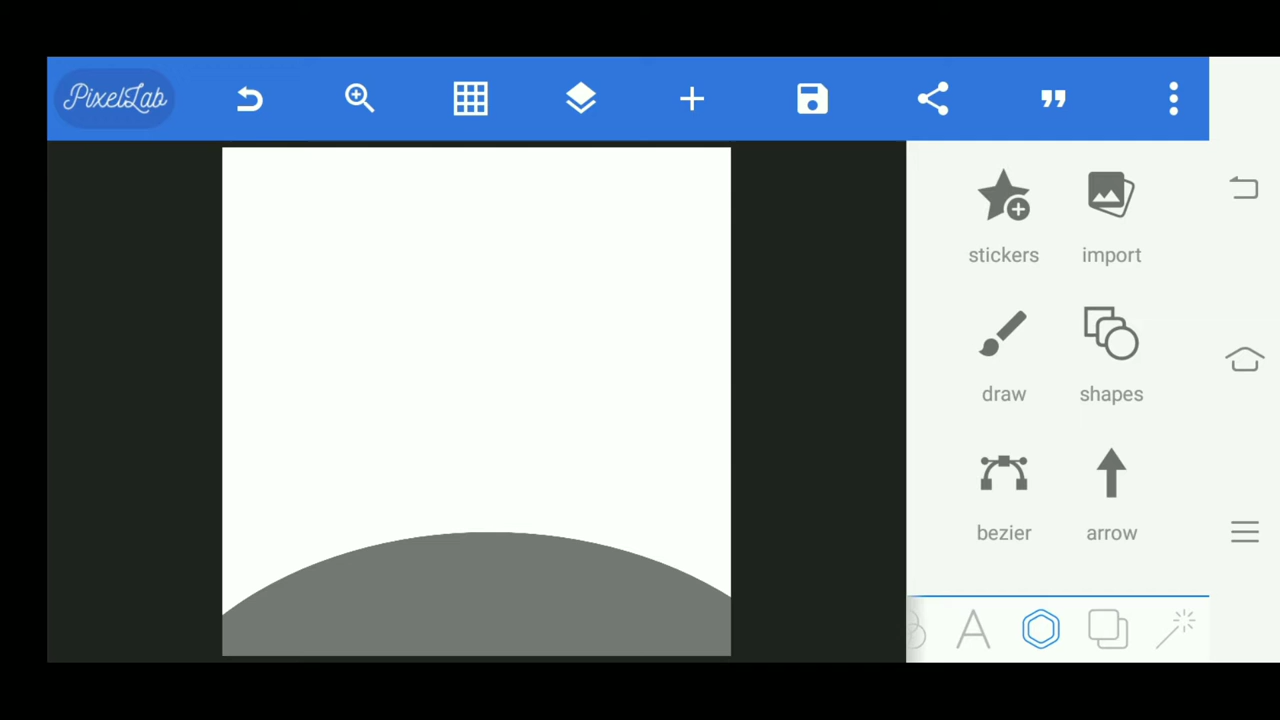 PixelLab
stickers
import
draw
shapes
bezier
arrow